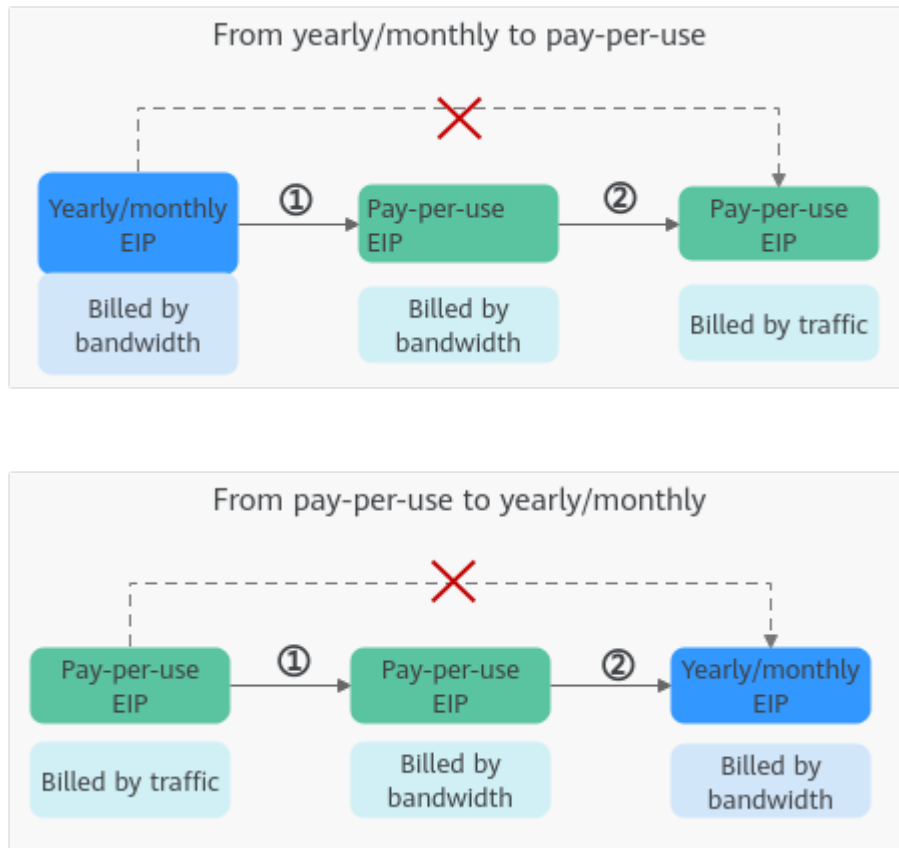 From yearly/monthly to pay-per-use
①
②
Yearly/monthly
EIP
Pay-per-use
EIP
Pay-per-use
EIP
Billed by
bandwidth
Billed by
bandwidth
Billed by traffic
From pay-per-use to yearly/monthly
①
②
Pay-per-use
EIP
Pay-per-use
EIP
Yearly/monthly
EIP
Billed by traffic
Billed by
bandwidth
Billed by
bandwidth